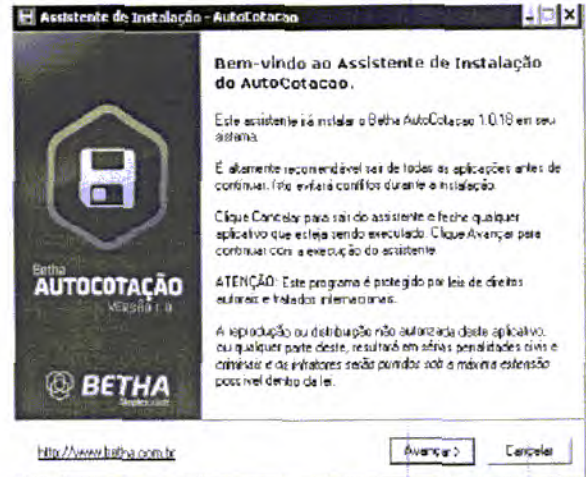 Assistente de Instalação - AutoCotacao
Bem-vindo ao Assistente de Instalação
do AutoCotacao.
Este assistente irá instalar o Betha AutoCotacao 1.0.18 em seu
sistema.
É altamente recomendável sair de todas as aplicações antes de
continuar. Isto evitará conflitos durante a instalação.
Clique Cancelar para sair do assistente e feche qualquer
aplicativo que esteja sendo executado. Clique Avançar para
continuar com a execução do assistente.
ATENÇÃO: Este programa é protegido por leis de direitos
autorais e tratados internacionais.
A reprodução ou distribuição não autorizada deste aplicativo,
ou qualquer parte deste, resultará em sérias penalidades civis e
criminais e os infratores serão punidos sob a máxima extensão
possível dentro da lei.
Betha
AUTOCOTAÇÃO
VERSÃO 1.0
BETHA
http://www.betha.com.br
Avançar >
Cancelar